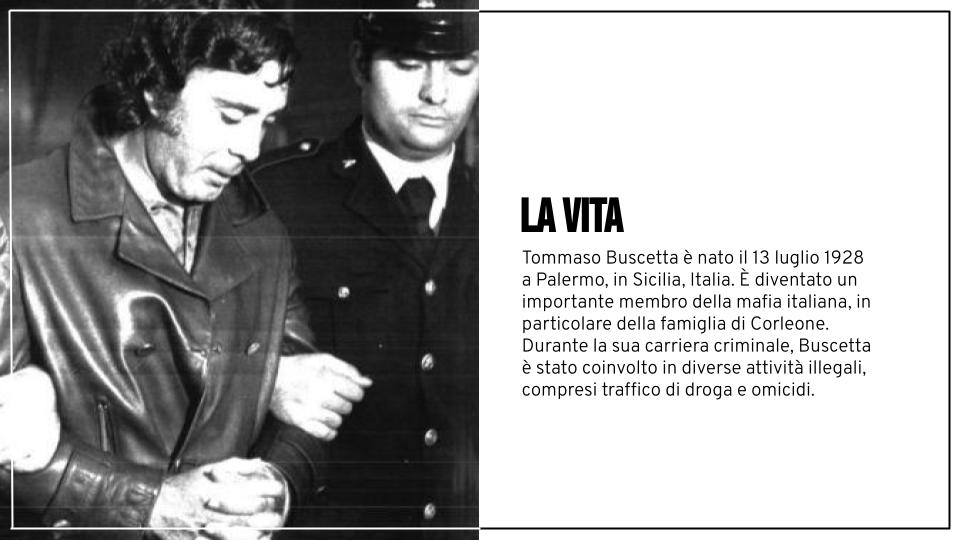 LA VITA
Tommaso Buscetta è nato il 13 luglio 1928
a Palermo, in Sicilia, Italia. È diventato un
importante membro della mafia italiana, in
particolare della famiglia di Corleone.
Durante la sua carriera criminale, Buscetta
è stato coinvolto in diverse attività illegali,
compresi traffico di droga e omicidi.